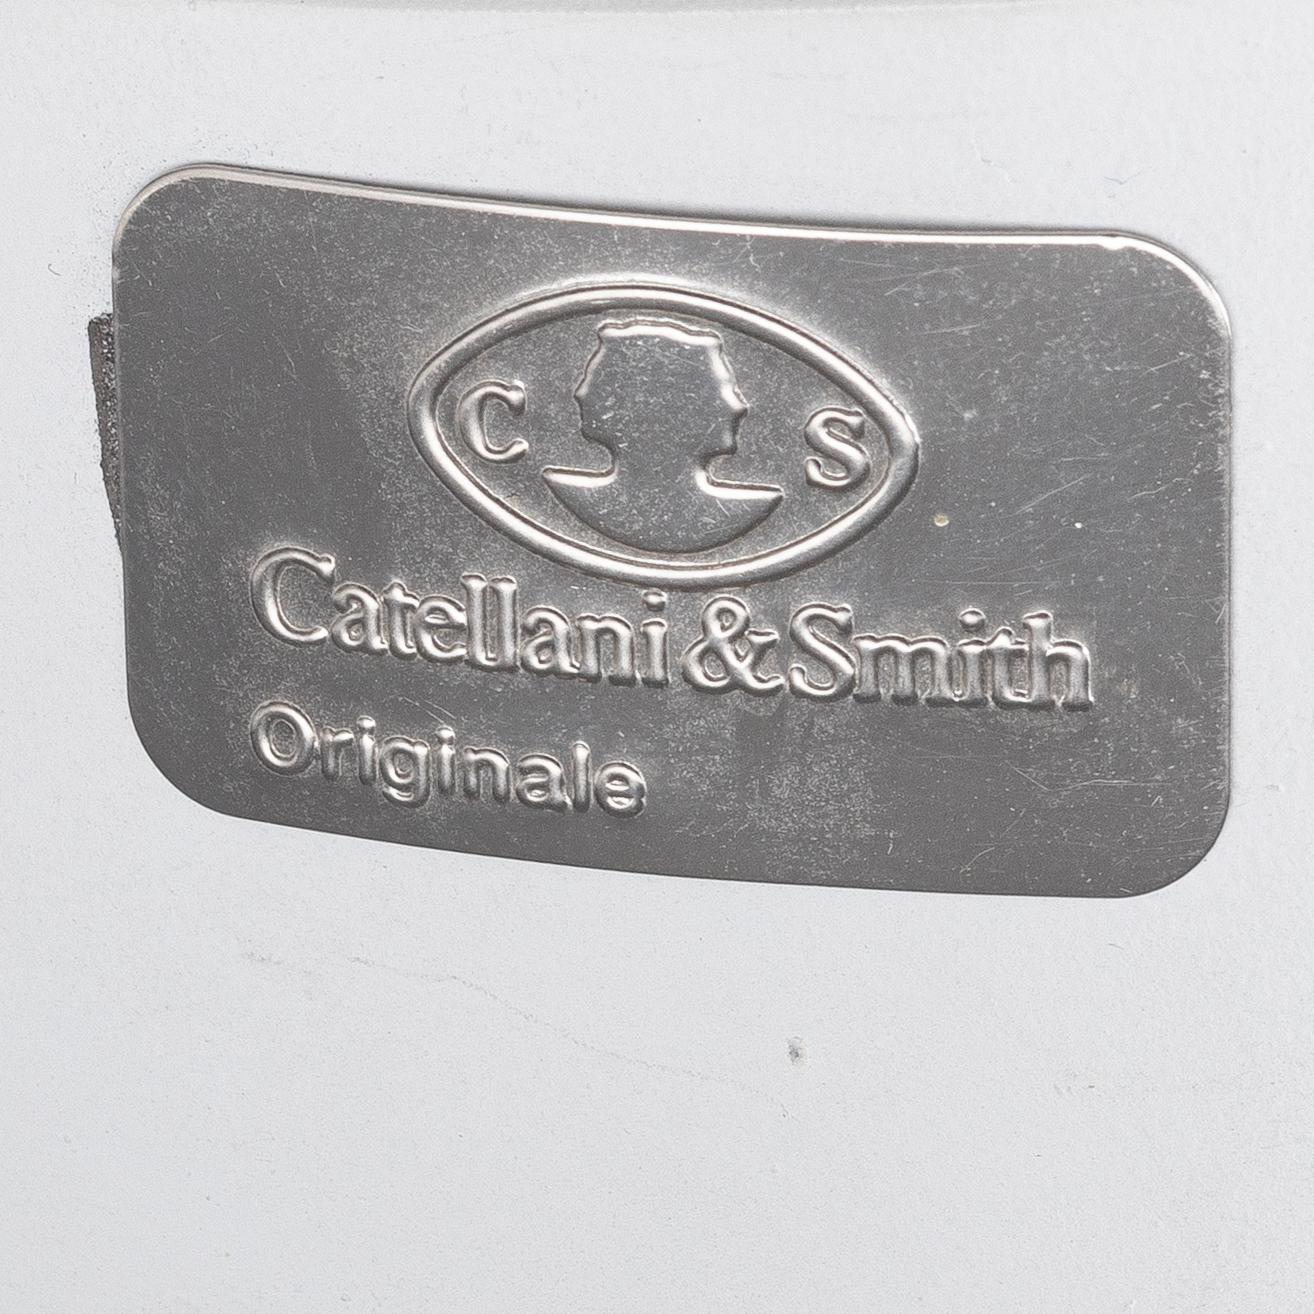 C S
Catellani & Smith
Originale